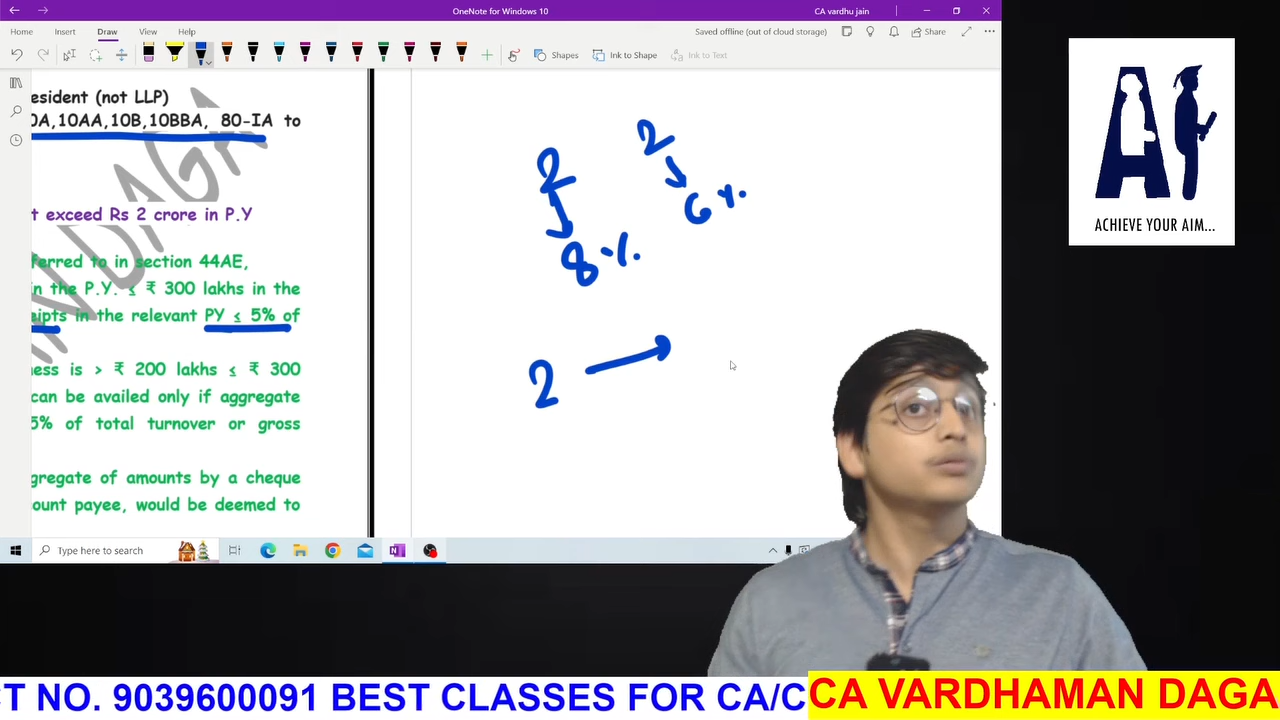 OneNote for Windows 10
CA vardhu jain
Home Insert Draw View Help
Saved offline (out of cloud storage)
Share
Shapes
Ink to Shape
Ink to Text
esident (not LLP)
0A,10AA,10B,10BBA, 80-IA to
t exceed Rs 2 crore in P.Y
ferred to in section 44AE,
in the P.Y. ≤ ₹ 300 lakhs in the
eipts in the relevant PY ≤ 5% of
ness is > ₹ 200 lakhs ≤ ₹ 300
can be availed only if aggregate
5% of total turnover or gross
gregate of amounts by a cheque
ount payee, would be deemed to
2 2
8%. 6%.
2
Type here to search
AI
ACHIEVE YOUR AIM...
CT NO. 9039600091 BEST CLASSES FOR CA/C
CA VARDHAMAN DAGA